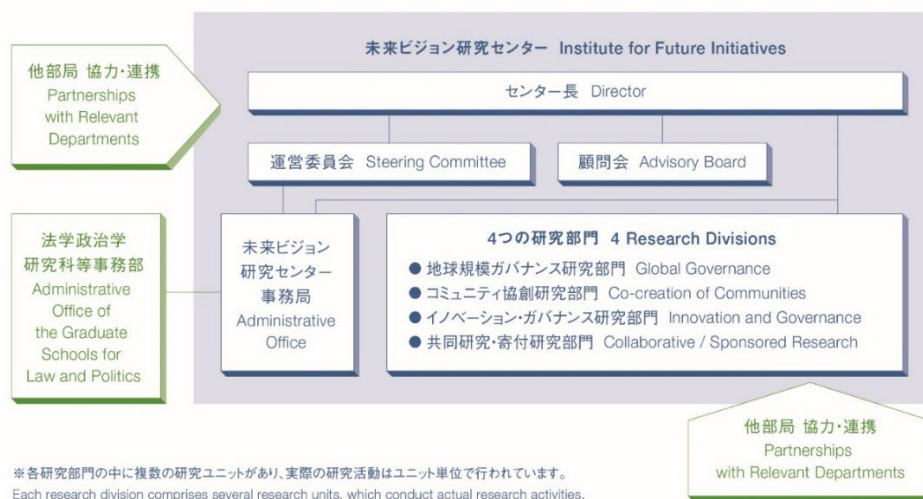 未来ビジョン研究センター Institute for Future Initiatives
他部局 協力・連携
Partnerships
with Relevant
Departments
センター長 Director
運営委員会 Steering Committee
顧問会 Advisory Board
法学政治学
研究科等事務部
Administrative
Office of
the Graduate
Schools for
Law and Politics
未来ビジョン
研究センター
事務局
Administrative
Office
4つの研究部門 4 Research Divisions
● 地球規模ガバナンス研究部門 Global Governance
● コミュニティ協創研究部門 Co-creation of Communities
● イノベーション・ガバナンス研究部門 Innovation and Governance
● 共同研究・寄付研究部門 Collaborative / Sponsored Research
他部局 協力・連携
Partnerships
with Relevant Departments
※各研究部門の中に複数の研究ユニットがあり、実際の研究活動はユニット単位で行われています。
Each research division comprises several research units, which conduct actual research activities.